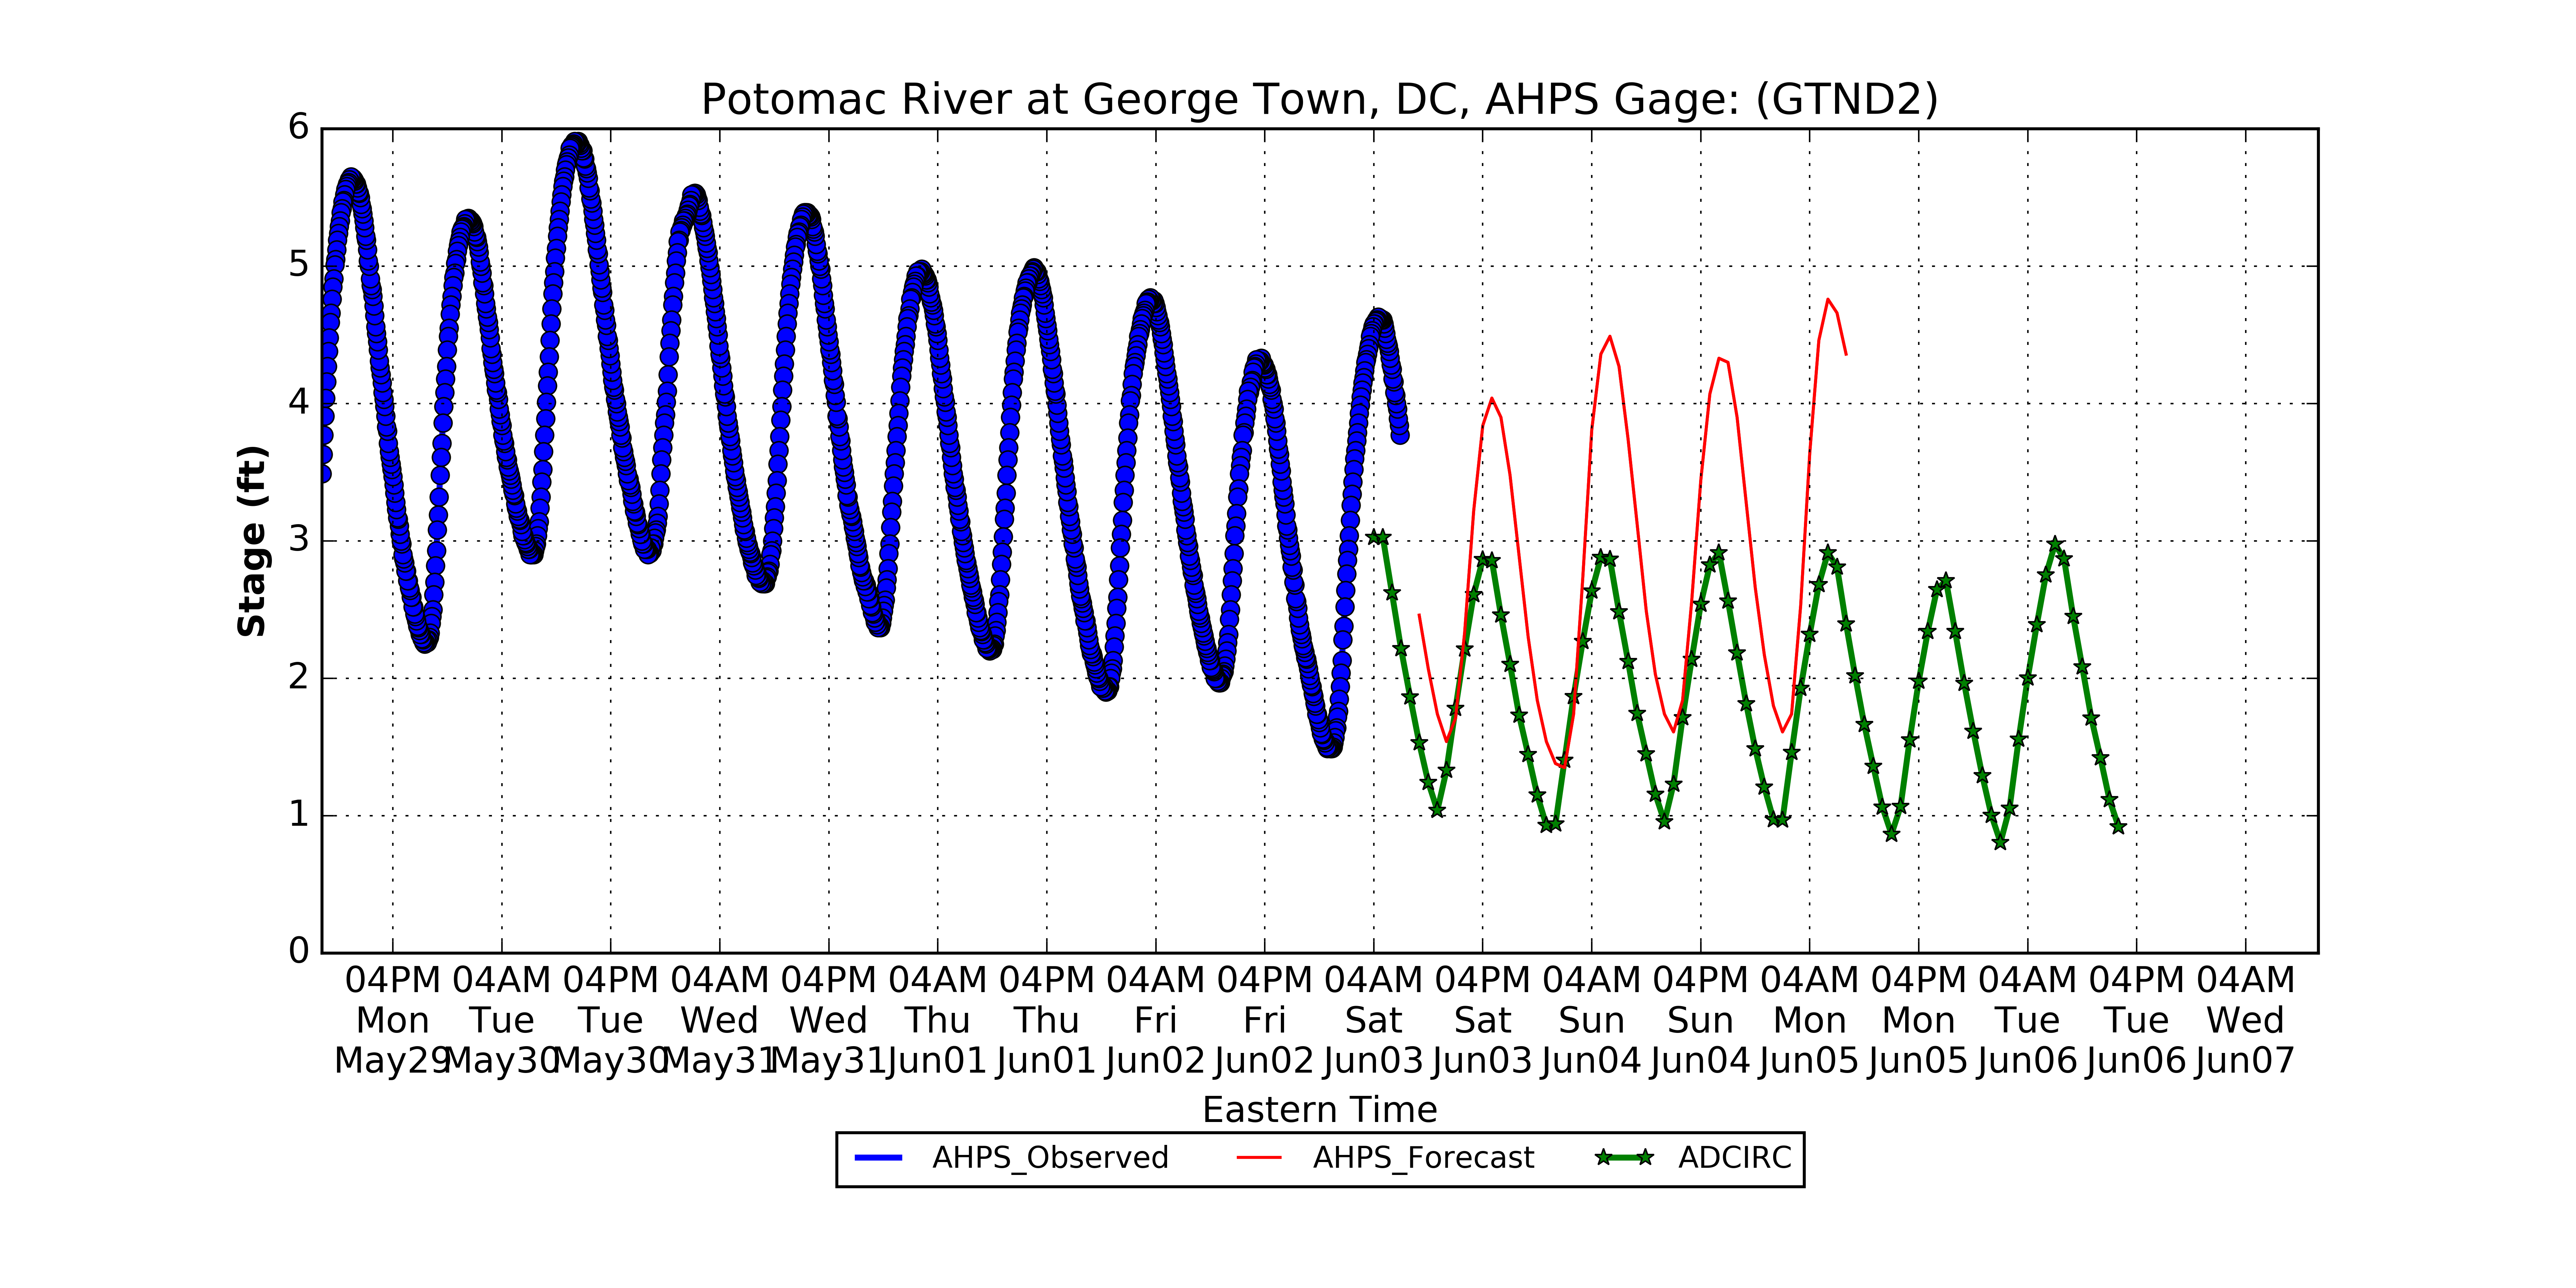 Potomac River at George Town, DC, AHPS Gage: (GTND2)
6
5
4
3
2
1
0
Stage (ft)
04PM 04AM 04PM 04AM 04PM 04AM 04PM 04AM 04PM 04AM 04PM 04AM 04PM 04AM 04PM 04AM 04PM 04AM
Mon Tue Tue Wed Wed Thu Thu Fri Fri Sat Sat Sun Sun Mon Mon Tue Tue Wed
May29 May30 May30 May31 May31 Jun01 Jun01 Jun02 Jun02 Jun03 Jun03 Jun04 Jun04 Jun05 Jun05 Jun06 Jun06 Jun07
Eastern Time
AHPS_Observed AHPS_Forecast ADCIRC